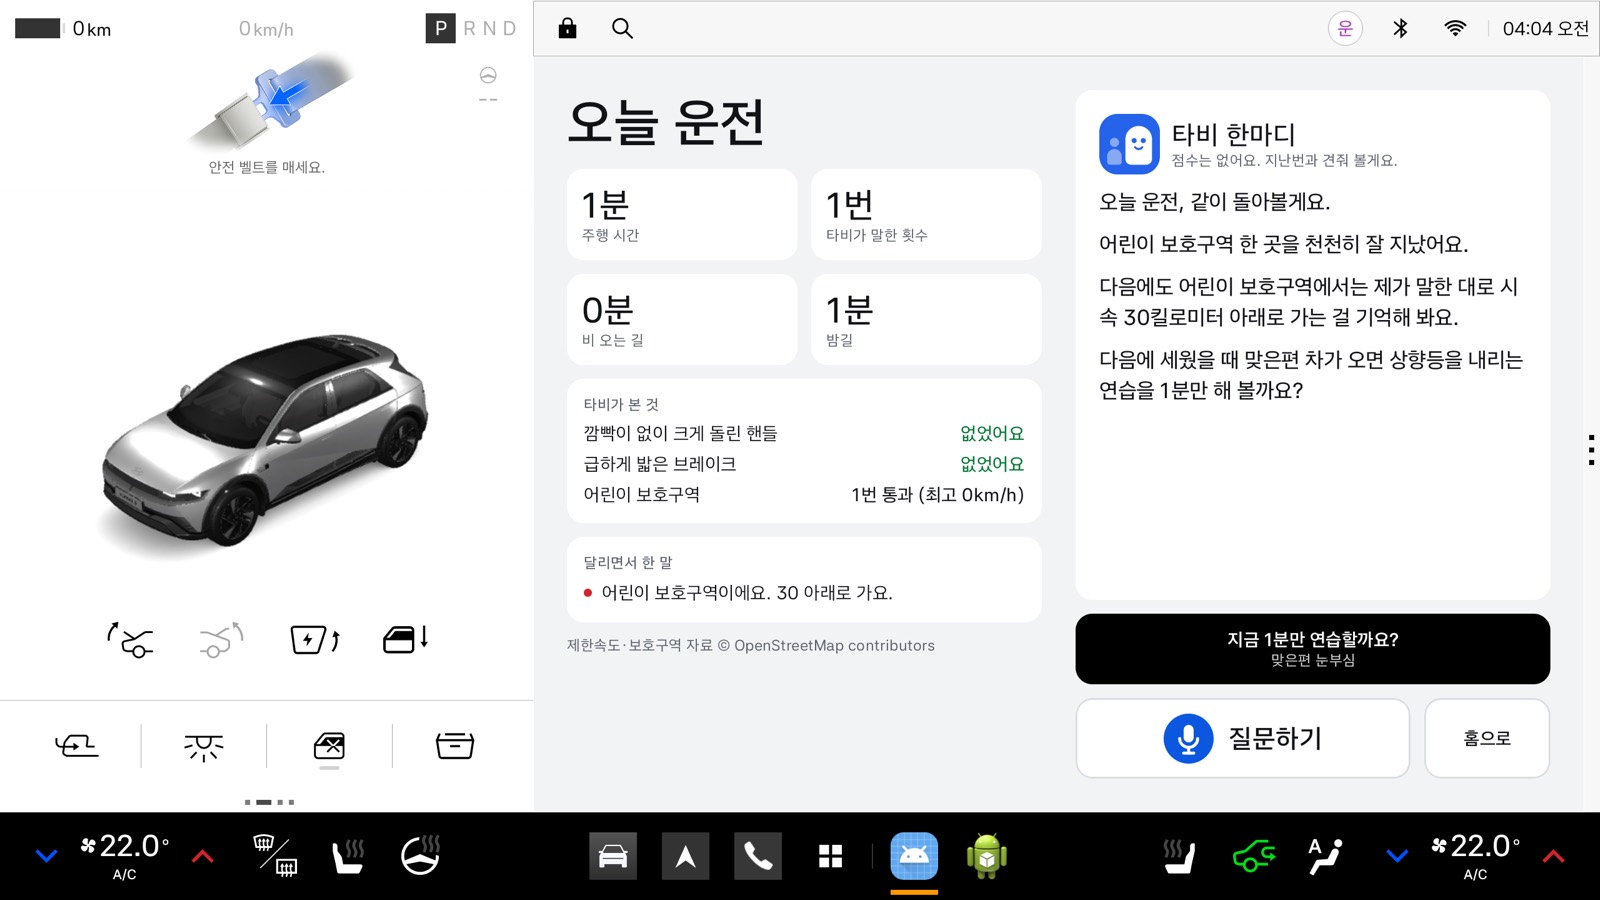 0km
0km/h
P R N D
운
04:04 오전
--
안전 벨트를 매세요.
오늘 운전
1분
주행 시간
1번
타비가 말한 횟수
0분
비 오는 길
1분
밤길
타비가 본 것
깜빡이 없이 크게 돌린 핸들 없었어요
급하게 밟은 브레이크 없었어요
어린이 보호구역 1번 통과 (최고 0km/h)
달리면서 한 말
어린이 보호구역이에요. 30 아래로 가요.
제한속도·보호구역 자료 © OpenStreetMap contributors
타비 한마디
점수는 없어요. 지난번과 견줘 볼게요.
오늘 운전, 같이 돌아볼게요.
어린이 보호구역 한 곳을 천천히 잘 지났어요.
다음에도 어린이 보호구역에서는 제가 말한 대로 시
속 30킬로미터 아래로 가는 걸 기억해 봐요.
다음에 세웠을 때 맞은편 차가 오면 상향등을 내리는
연습을 1분만 해 볼까요?
지금 1분만 연습할까요?
맞은편 눈부심
질문하기
홈으로
22.0°
A/C
A
22.0°
A/C